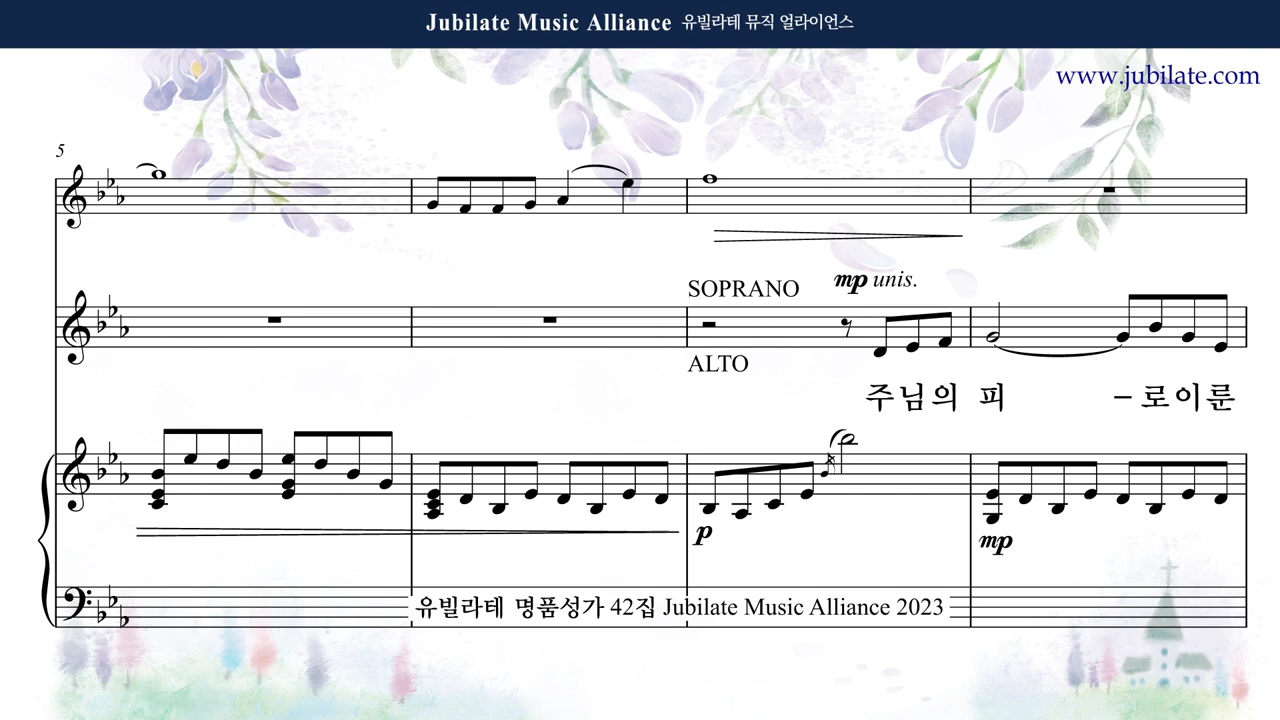 Jubilate Music Alliance 유빌라테 뮤직 얼라이언스
www.jubilate.com
5
SOPRANO
mp unis.
ALTO
주님의 피 – 로이룬
p
mp
유빌라테 명품성가 42집 Jubilate Music Alliance 2023